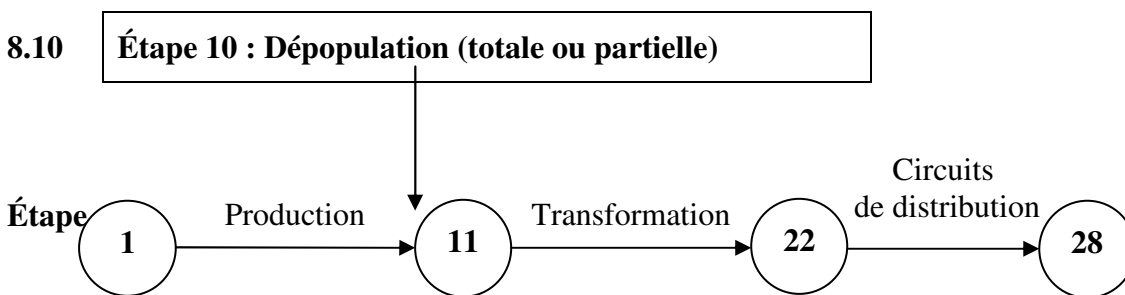 8.10 Étape 10 : Dépopulation (totale ou partielle)
Circuits
de distribution
Étape 1 Production 11 Transformation 22 28